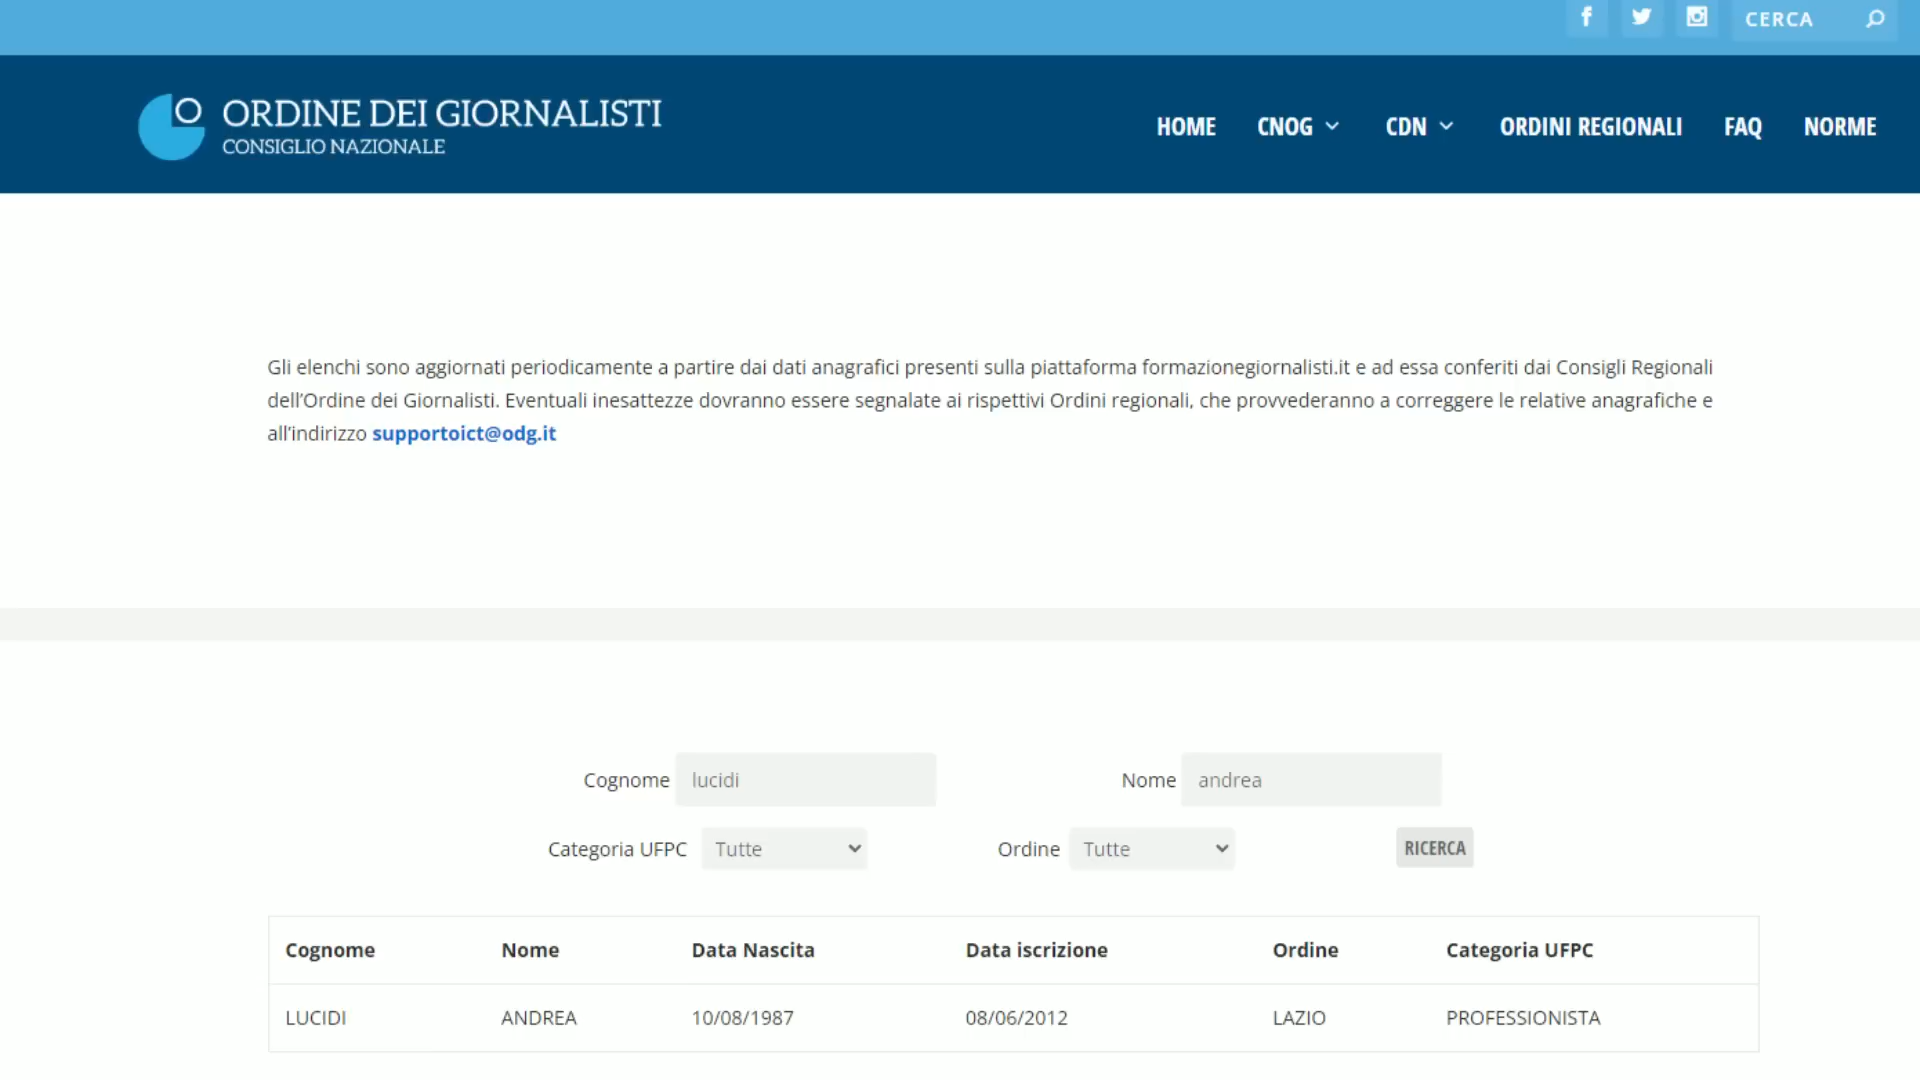 CERCA
ORDINE DEI GIORNALISTI
CONSIGLIO NAZIONALE
HOME CNOG CDN ORDINI REGIONALI FAQ NORME
Gli elenchi sono aggiornati periodicamente a partire dai dati anagrafici presenti sulla piattaforma formazionegiornalisti.it e ad essa conferiti dai Consigli Regionali
dell’Ordine dei Giornalisti. Eventuali inesattezze dovranno essere segnalate ai rispettivi Ordini regionali, che provvederanno a correggere le relative anagrafiche e
all’indirizzo supportoict@odg.it
Cognome lucidi Nome andrea
Categoria UFPC Tutte Ordine Tutte RICERCA
Cognome Nome Data Nascita Data iscrizione Ordine Categoria UFPC
LUCIDI ANDREA 10/08/1987 08/06/2012 LAZIO PROFESSIONISTA